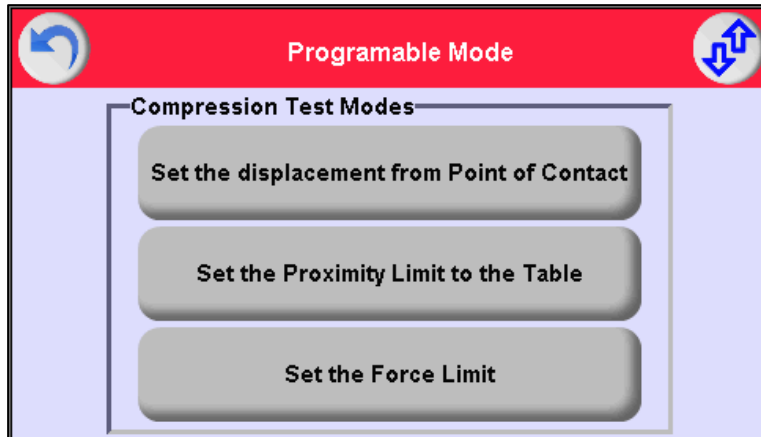 Programable Mode
Compression Test Modes
Set the displacement from Point of Contact
Set the Proximity Limit to the Table
Set the Force Limit